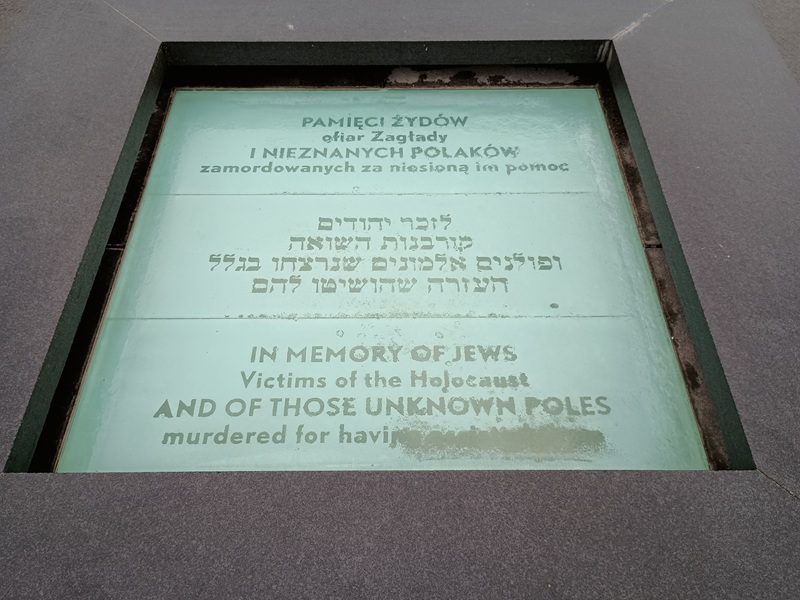 PAMIĘCI ŻYDÓW
ofiar Zagłady
I NIEZNANYCH POLAKÓW
zamordowanych za niesioną im pomoc
לזכר יהודים
קורבנות השואה
ופולנים אלמונים שנרצחו בגלל
העזרה שהושיטו להם
IN MEMORY OF JEWS
Victims of the Holocaust
AND OF THOSE UNKNOWN POLES
murdered for having